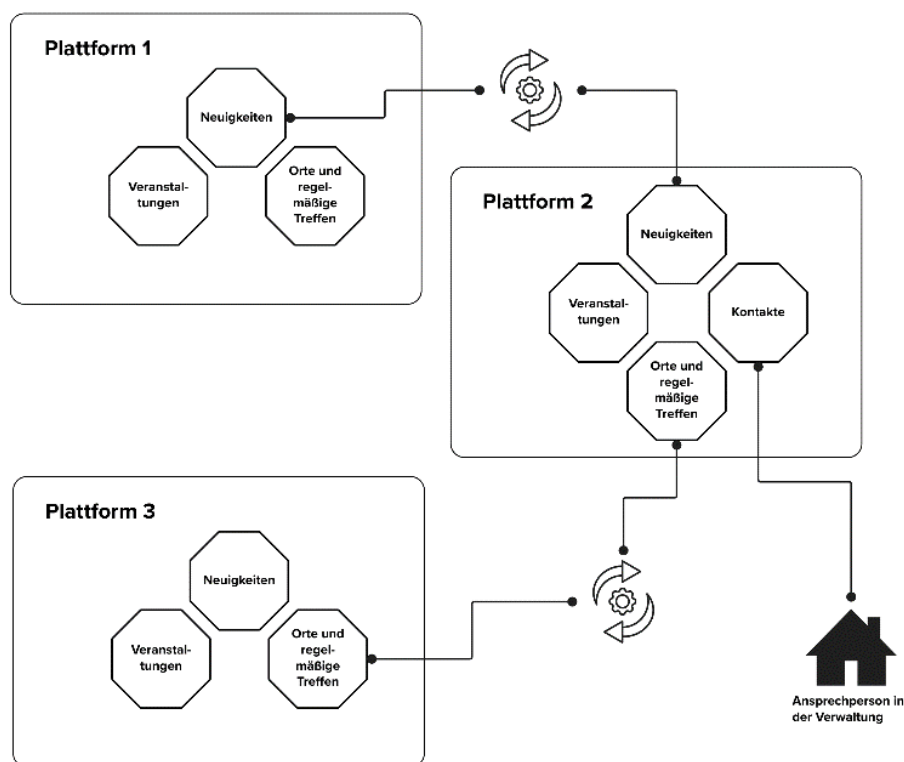 Plattform 1
Neuigkeiten
Veranstal-
tungen
Orte und
regel-
mäßige
Treffen
Plattform 2
Neuigkeiten
Veranstal-
tungen
Kontakte
Orte und
regel-
mäßige
Treffen
Plattform 3
Neuigkeiten
Veranstal-
tungen
Orte und
regel-
mäßige
Treffen
Ansprechperson in
der Verwaltung